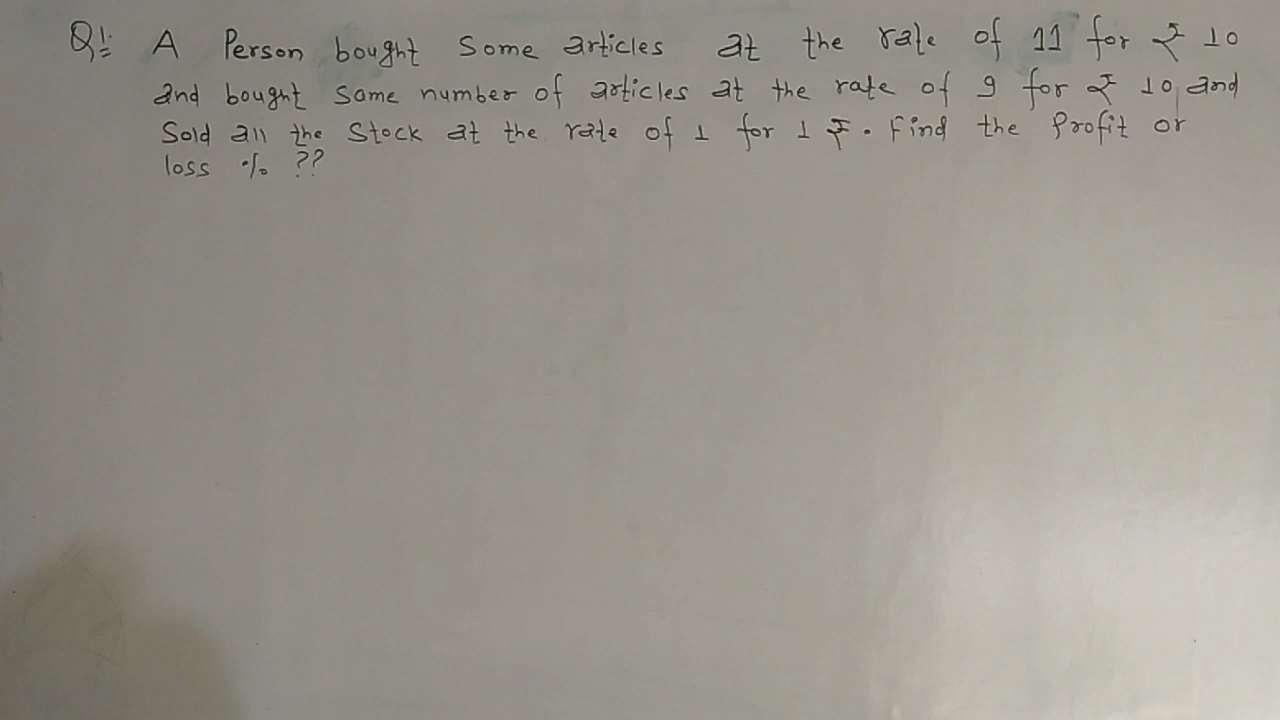 Q1: A Person bought some articles at the rate of 11 for ₹ 10
and bought same number of articles at the rate of 9 for ₹ 10, and
Sold all the Stock at the rate of 1 for 1 ₹. Find the Profit or
loss % ??